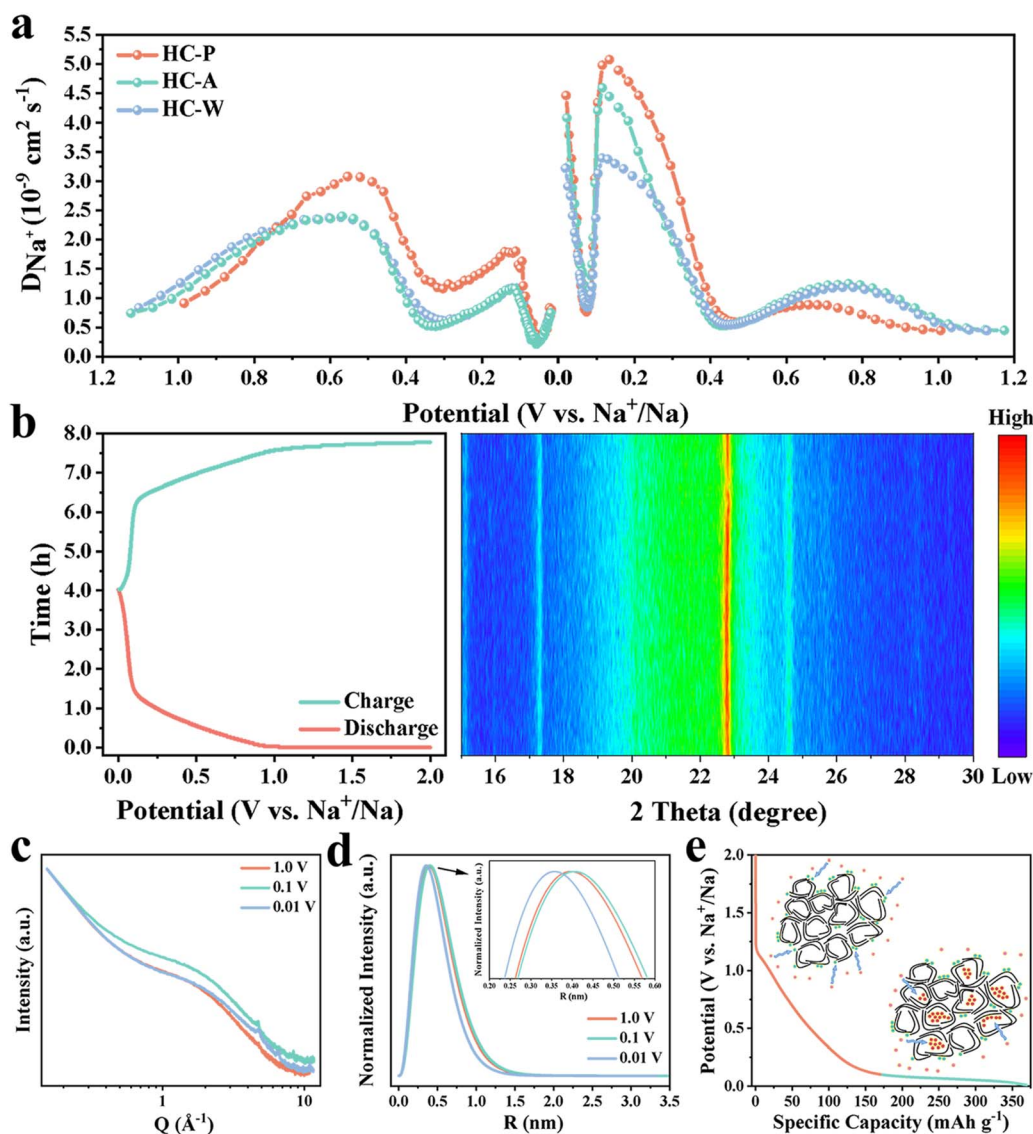 a
HC-P
HC-A
HC-W
5.5
5.0
4.5
4.0
3.5
3.0
2.5
2.0
1.5
1.0
0.5
0.0
D_Na⁺ (10⁻⁹ cm² s⁻¹)
1.2 1.0 0.8 0.6 0.4 0.2 0.0 0.2 0.4 0.6 0.8 1.0 1.2
Potential (V vs. Na⁺/Na)
b
8.0
7.0
6.0
5.0
4.0
3.0
2.0
1.0
0.0
Time (h)
Charge
Discharge
0.0 0.5 1.0 1.5 2.0
Potential (V vs. Na⁺/Na)
16 18 20 22 24 26 28 30
2 Theta (degree)
High
Low
c
1.0 V
0.1 V
0.01 V
Intensity (a.u.)
1 10
Q (Å⁻¹)
d
Normalized Intensity (a.u.)
Normalized Intensity (a.u.)
0.20 0.25 0.30 0.35 0.40 0.45 0.50 0.55 0.60
R (nm)
1.0 V
0.1 V
0.01 V
0.0 0.5 1.0 1.5 2.0 2.5 3.0 3.5
R (nm)
e
2.0
1.5
1.0
0.5
0.0
Potential (V vs. Na⁺/Na)
0 50 100 150 200 250 300 350
Specific Capacity (mAh g⁻¹)